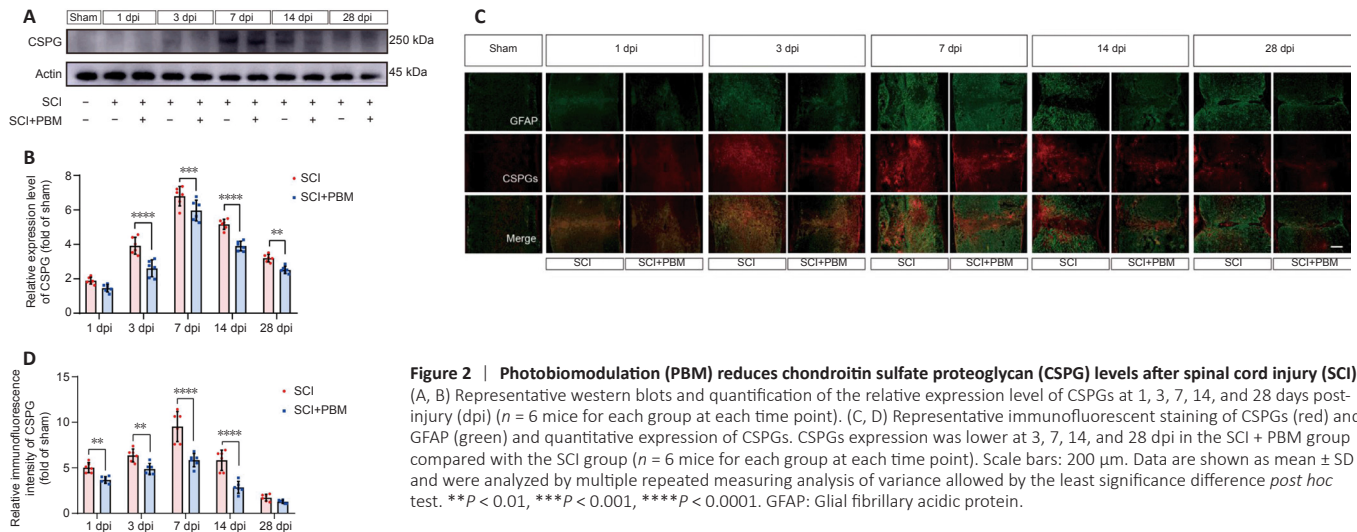 A
Sham 1 dpi 3 dpi 7 dpi 14 dpi 28 dpi
CSPG 250 kDa
Actin 45 kDa
SCI – + + + + + + + + + +
SCI+PBM – – + – + – + – + – +
B
Relative expression level
of CSPG (fold of sham)
8
6
4
2
0
**** *** **** **
SCI
SCI+PBM
1 dpi 3 dpi 7 dpi 14 dpi 28 dpi
C
Sham 1 dpi 3 dpi 7 dpi 14 dpi 28 dpi
GFAP
CSPGs
Merge
SCI SCI+PBM SCI SCI+PBM SCI SCI+PBM SCI SCI+PBM SCI SCI+PBM
D
Relative immunofluorescence
intensity of CSPG
(fold of sham)
15
10
5
0
** ** **** ****
SCI
SCI+PBM
1 dpi 3 dpi 7 dpi 14 dpi 28 dpi
Figure 2 | Photobiomodulation (PBM) reduces chondroitin sulfate proteoglycan (CSPG) levels after spinal cord injury (SCI)
(A, B) Representative western blots and quantification of the relative expression level of CSPGs at 1, 3, 7, 14, and 28 days post-
injury (dpi) (n = 6 mice for each group at each time point). (C, D) Representative immunofluorescent staining of CSPGs (red) and
GFAP (green) and quantitative expression of CSPGs. CSPGs expression was lower at 3, 7, 14, and 28 dpi in the SCI + PBM group
compared with the SCI group (n = 6 mice for each group at each time point). Scale bars: 200 μm. Data are shown as mean ± SD
and were analyzed by multiple repeated measuring analysis of variance allowed by the least significance difference post hoc
test. **P < 0.01, ***P < 0.001, ****P < 0.0001. GFAP: Glial fibrillary acidic protein.